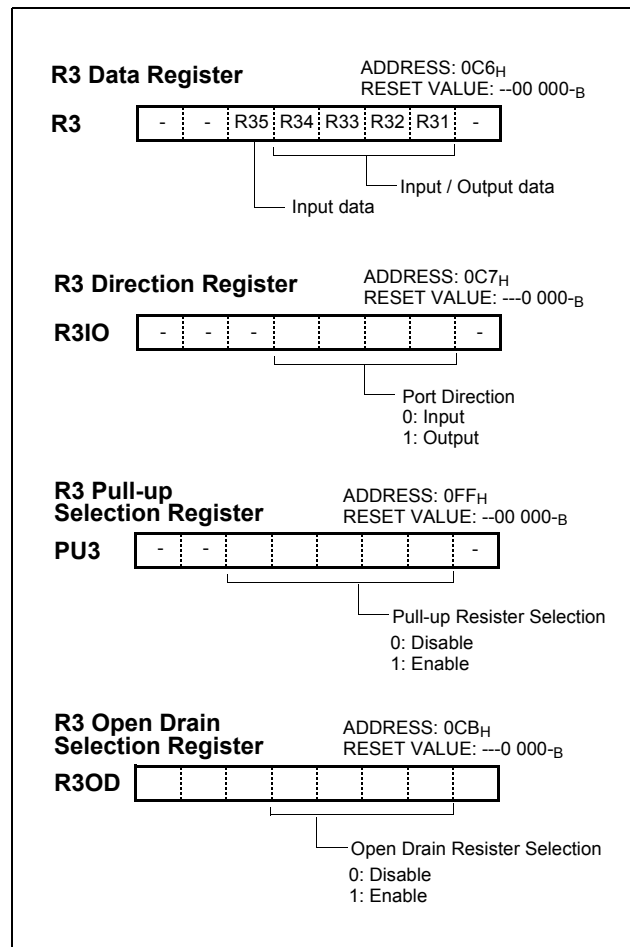 R3 Data Register
ADDRESS: 0C6H
RESET VALUE: --00 000-B
R3 - - R35 R34 R33 R32 R31 -
Input / Output data
Input data
R3 Direction Register
ADDRESS: 0C7H
RESET VALUE: ---0 000-B
R3IO - - - -
Port Direction
0: Input
1: Output
R3 Pull-up
Selection Register
ADDRESS: 0FFH
RESET VALUE: --00 000-B
PU3 - - -
Pull-up Resister Selection
0: Disable
1: Enable
R3 Open Drain
Selection Register
ADDRESS: 0CBH
RESET VALUE: ---0 000-B
R3OD
Open Drain Resister Selection
0: Disable
1: Enable